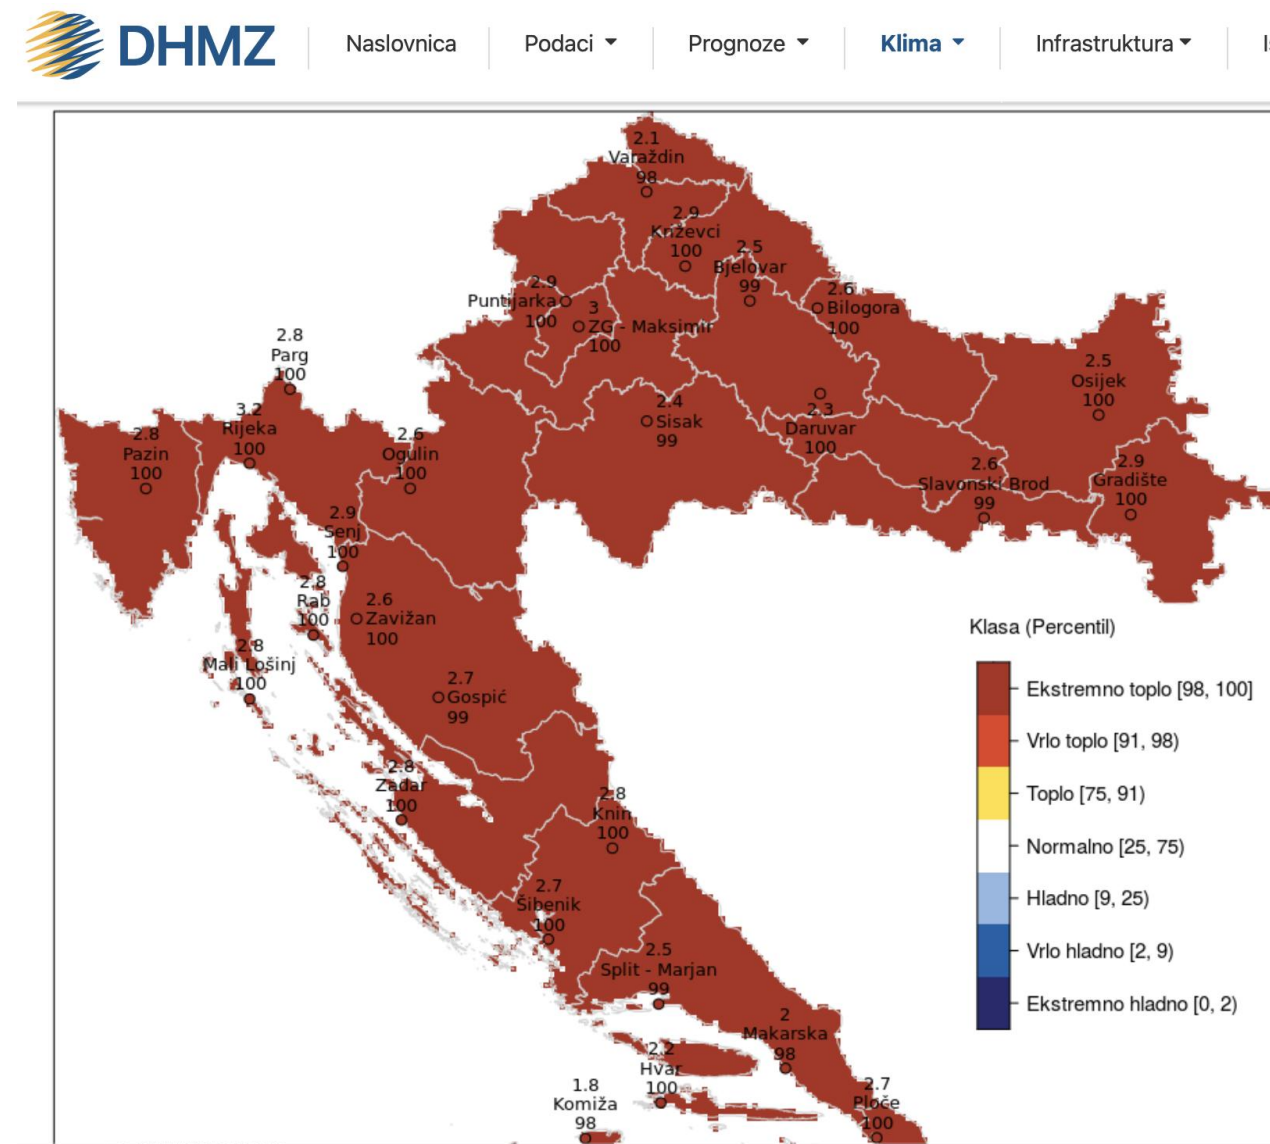 DHMZ
Naslovnica
Podaci
Prognoze
Klima
Infrastruktura
2.1
Varaždin
98
2.9
Križevci
100
2.5
Bjelovar
99
2.9
Puntijarka
100
3
ZG - Maksimir
100
2.6
Bilogora
100
2.8
Parg
100
2.5
Osijek
100
3.2
Rijeka
100
2.8
Pazin
100
2.6
Ogulin
100
2.4
Sisak
99
2.3
Daruvar
100
2.6
Slavonski Brod
99
2.9
Gradište
100
2.9
Senj
100
2.8
Rab
100
2.6
Zavižan
100
2.8
Mali Lošinj
100
2.7
Gospić
99
2.8
Zadar
100
2.8
Knin
100
2.7
Šibenik
100
2.5
Split - Marjan
99
2
Makarska
98
2.2
Hvar
100
1.8
Komiža
98
2.7
Ploče
100
Klasa (Percentil)
Ekstremno toplo [98, 100]
Vrlo toplo [91, 98)
Toplo [75, 91)
Normalno [25, 75)
Hladno [9, 25)
Vrlo hladno [2, 9)
Ekstremno hladno [0, 2)